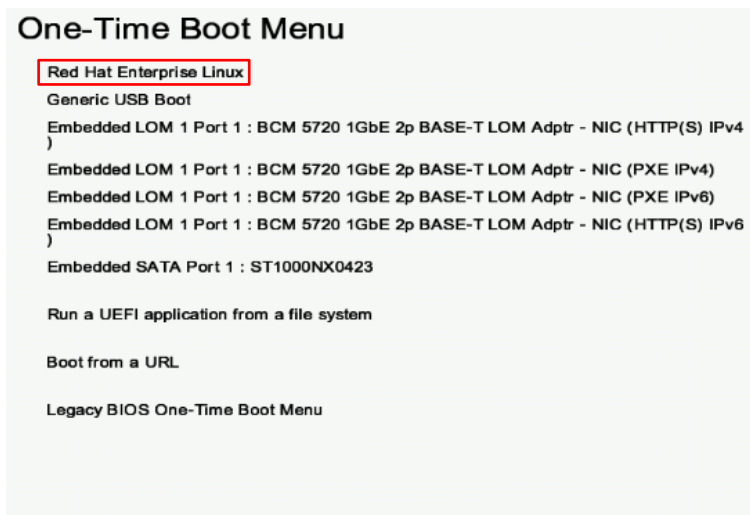 One-Time Boot Menu
Red Hat Enterprise Linux
Generic USB Boot
Embedded LOM 1 Port 1 : BCM 5720 1GbE 2p BASE-T LOM Adptr - NIC (HTTP(S) IPv4
)
Embedded LOM 1 Port 1 : BCM 5720 1GbE 2p BASE-T LOM Adptr - NIC (PXE IPv4)
Embedded LOM 1 Port 1 : BCM 5720 1GbE 2p BASE-T LOM Adptr - NIC (PXE IPv6)
Embedded LOM 1 Port 1 : BCM 5720 1GbE 2p BASE-T LOM Adptr - NIC (HTTP(S) IPv6
)
Embedded SATA Port 1 : ST1000NX0423
Run a UEFI application from a file system
Boot from a URL
Legacy BIOS One-Time Boot Menu